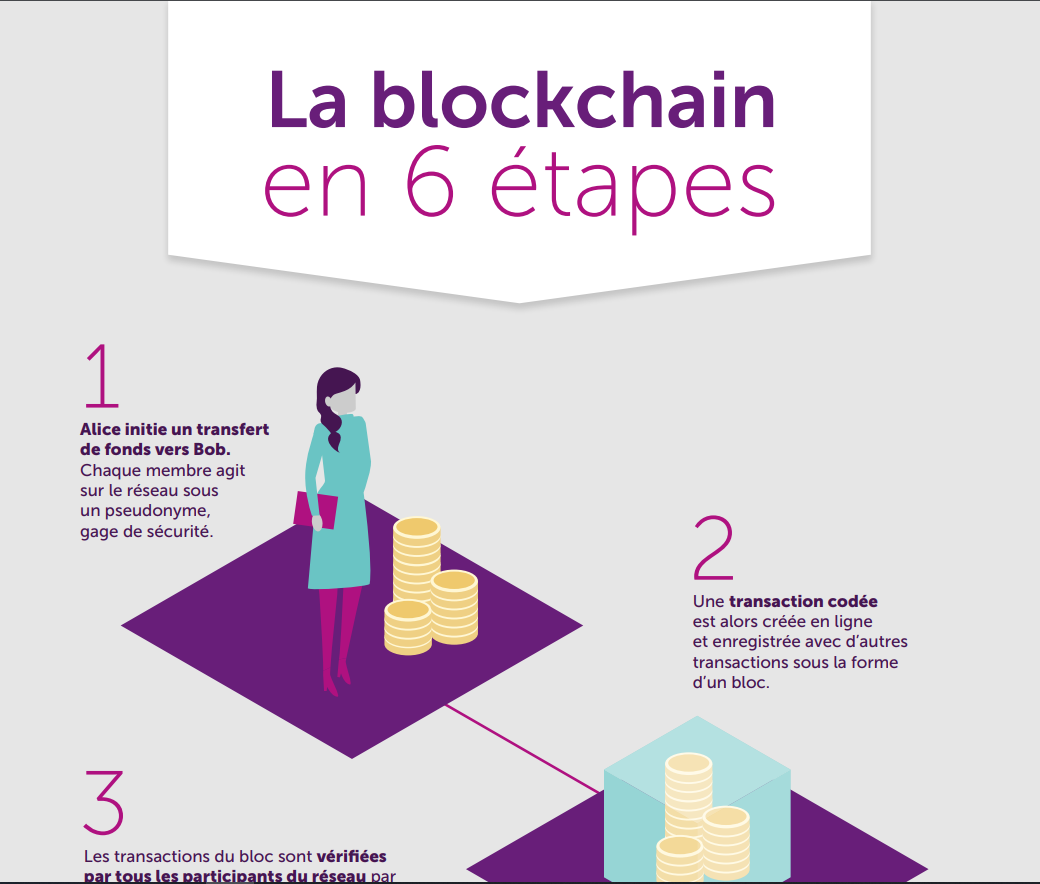 La blockchain
en 6 étapes
1
Alice initie un transfert
de fonds vers Bob.
Chaque membre agit
sur le réseau sous
un pseudonyme,
gage de sécurité.
2
Une transaction codée
est alors créée en ligne
et enregistrée avec d'autres
transactions sous la forme
d'un bloc.
3
Les transactions du bloc sont vérifiées
par tous les participants du réseau par